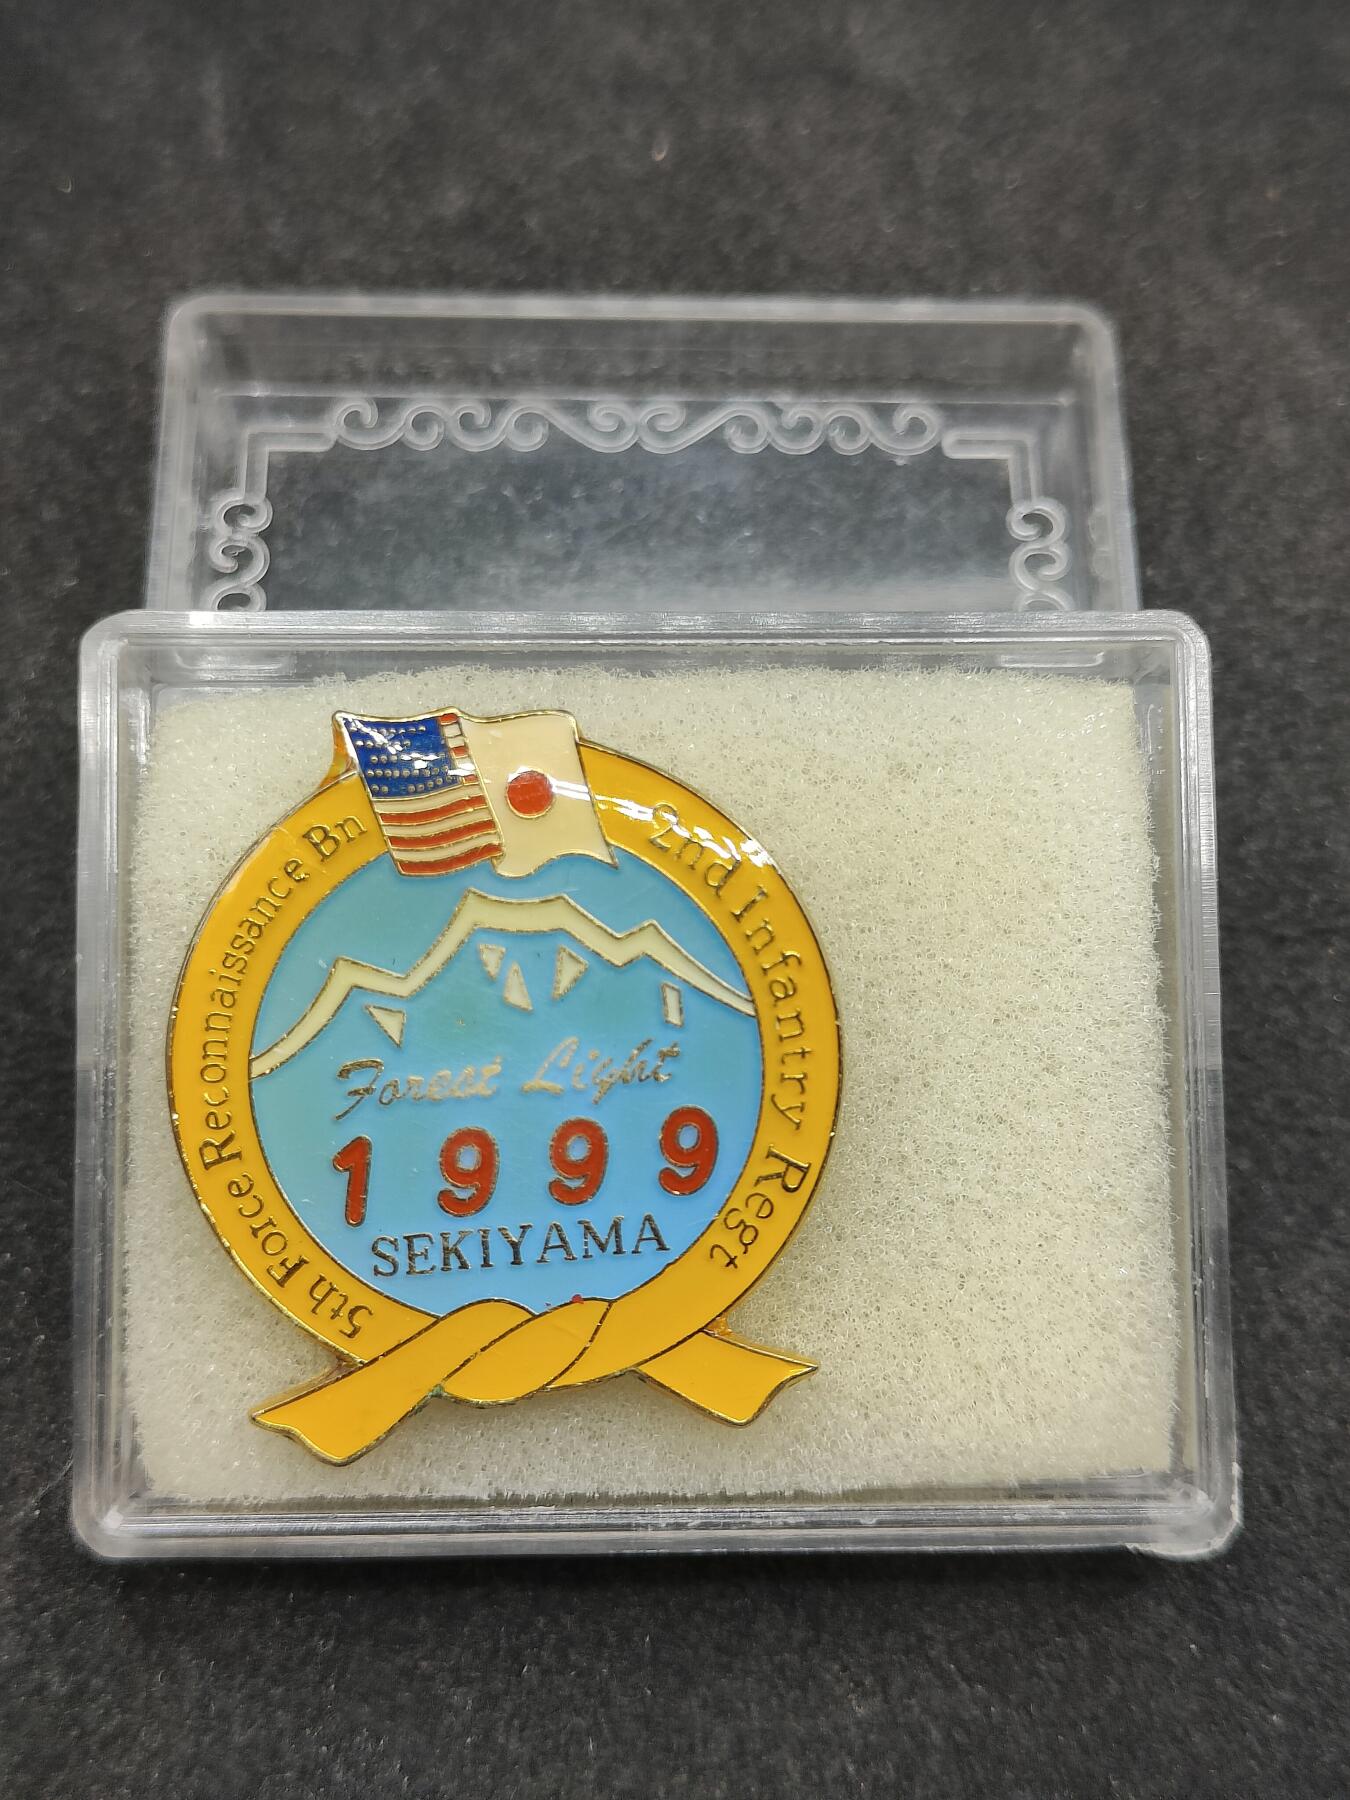 5th Force Reconnaissance Bn
2nd Infantry Regt
Forest Light
1999
SEKIYAMA